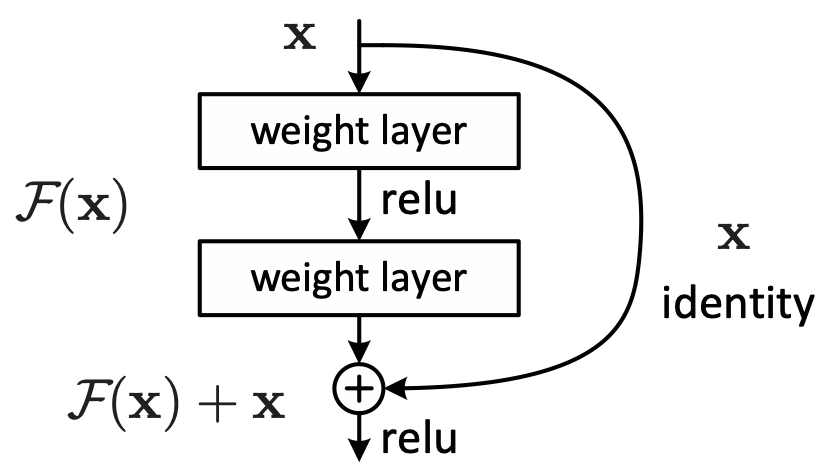 x
weight layer
relu
F(x)
x
weight layer
identity
F(x) + x
relu